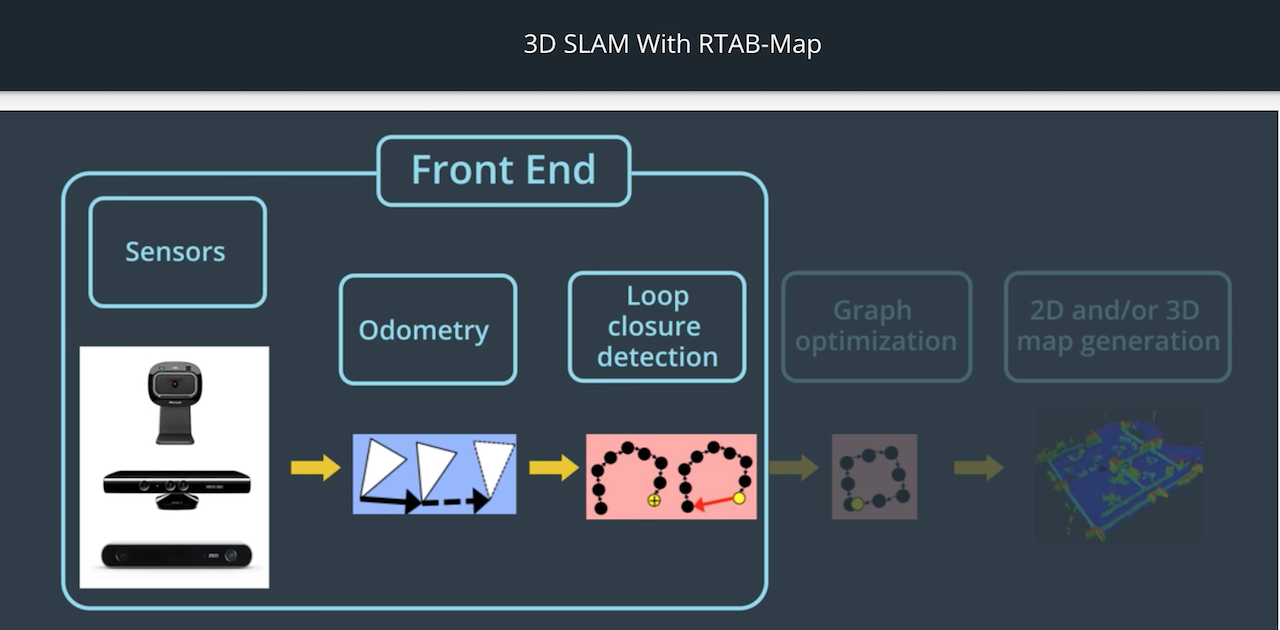 3D SLAM With RTAB-Map
Front End
Sensors
Odometry
Loop
closure
detection
Graph
optimization
2D and/or 3D
map generation